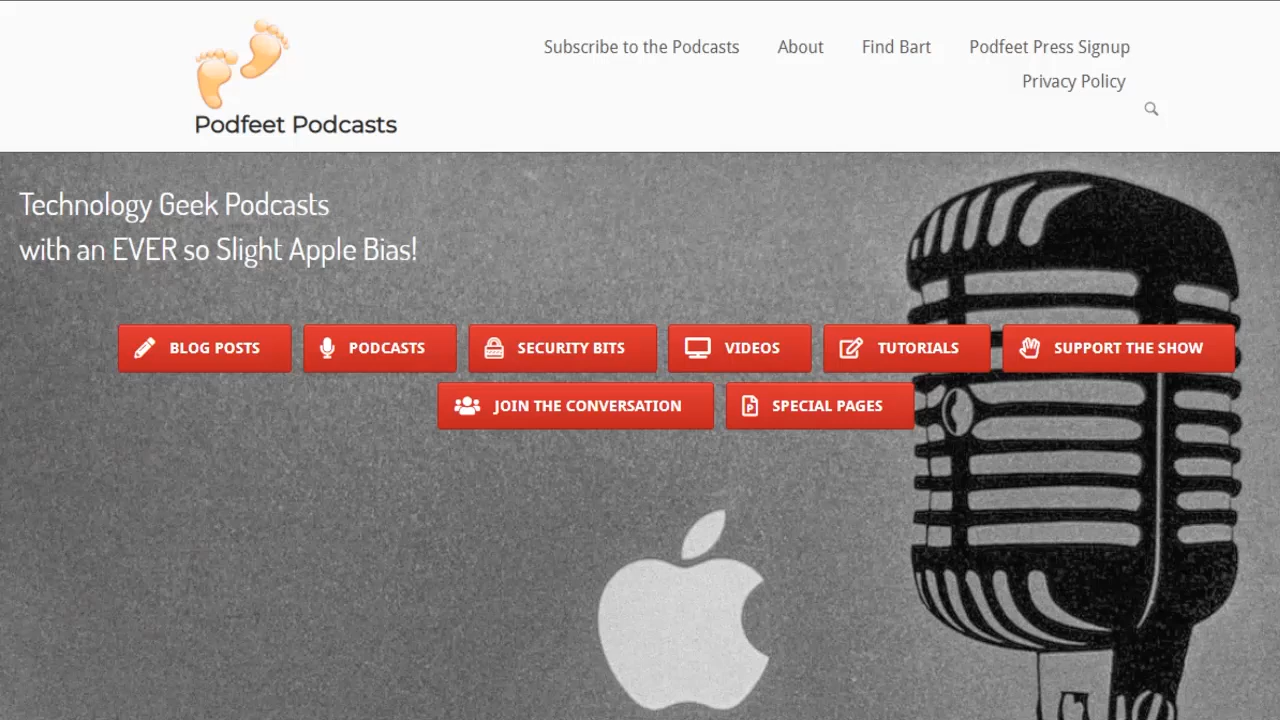 Subscribe to the Podcasts About Find Bart Podfeet Press Signup
Privacy Policy
Podfeet Podcasts
Technology Geek Podcasts
with an EVER so Slight Apple Bias!
BLOG POSTS PODCASTS SECURITY BITS VIDEOS TUTORIALS SUPPORT THE SHOW
JOIN THE CONVERSATION SPECIAL PAGES